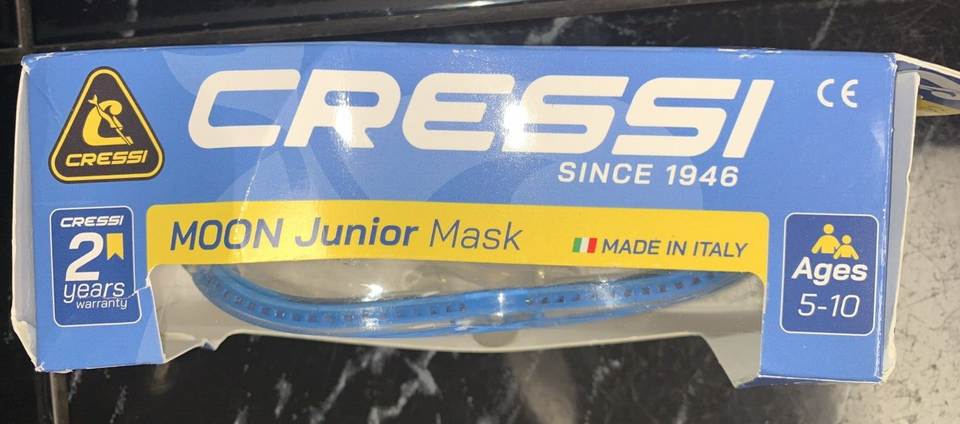 CRESSI
CRESSI
SINCE 1946
CE
CRESSI
2
years
warranty
MOON Junior Mask
MADE IN ITALY
Ages
5-10